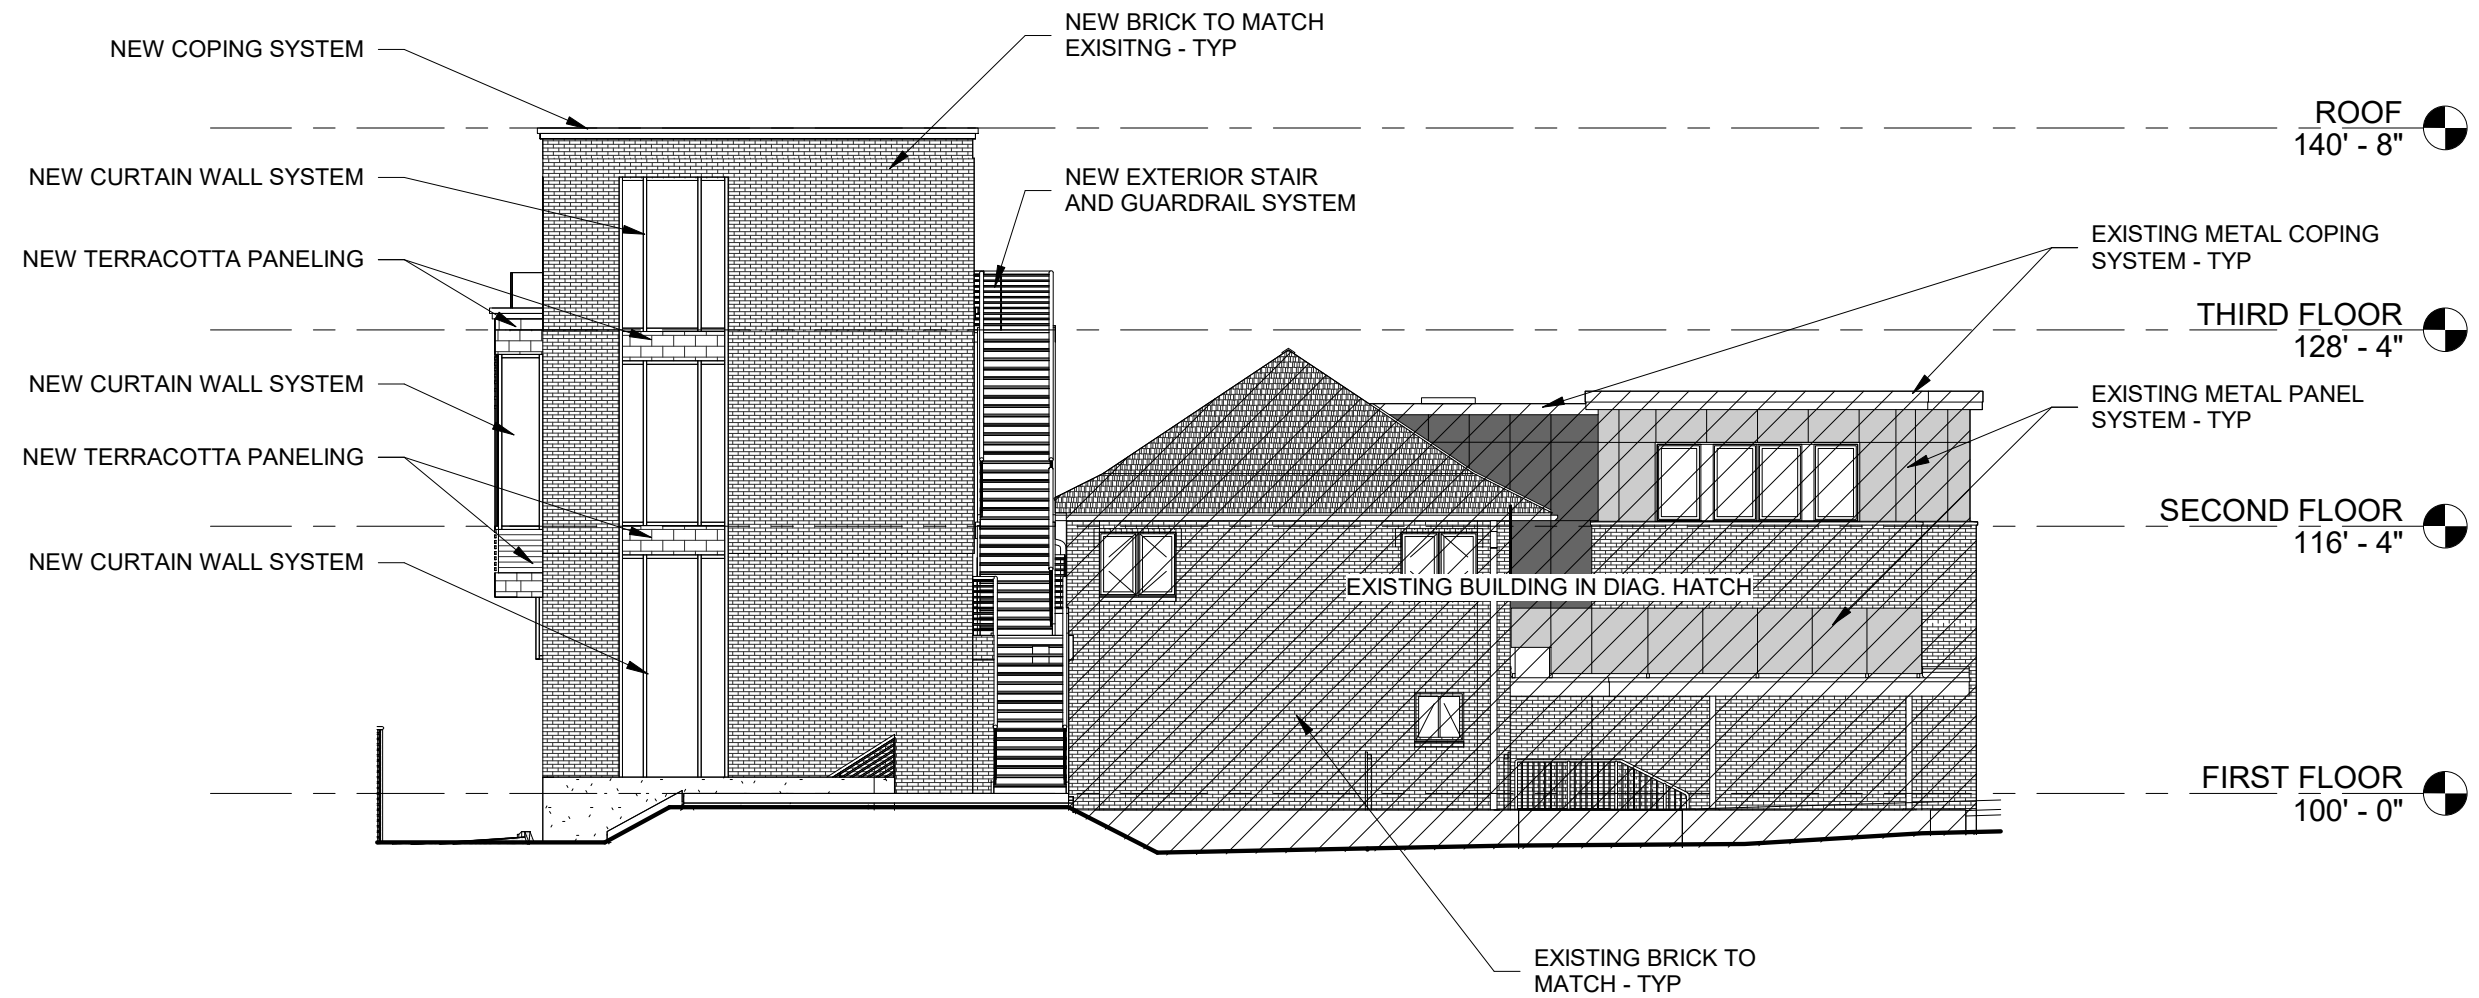 NEW COPING SYSTEM
NEW CURTAIN WALL SYSTEM
NEW TERRACOTTA PANELING
NEW CURTAIN WALL SYSTEM
NEW TERRACOTTA PANELING
NEW CURTAIN WALL SYSTEM
NEW BRICK TO MATCH
EXISITNG - TYP
NEW EXTERIOR STAIR
AND GUARDRAIL SYSTEM
EXISTING BUILDING IN DIAG. HATCH
EXISTING METAL COPING
SYSTEM - TYP
EXISTING METAL PANEL
SYSTEM - TYP
EXISTING BRICK TO
MATCH - TYP
ROOF
140' - 8"
THIRD FLOOR
128' - 4"
SECOND FLOOR
116' - 4"
FIRST FLOOR
100' - 0"